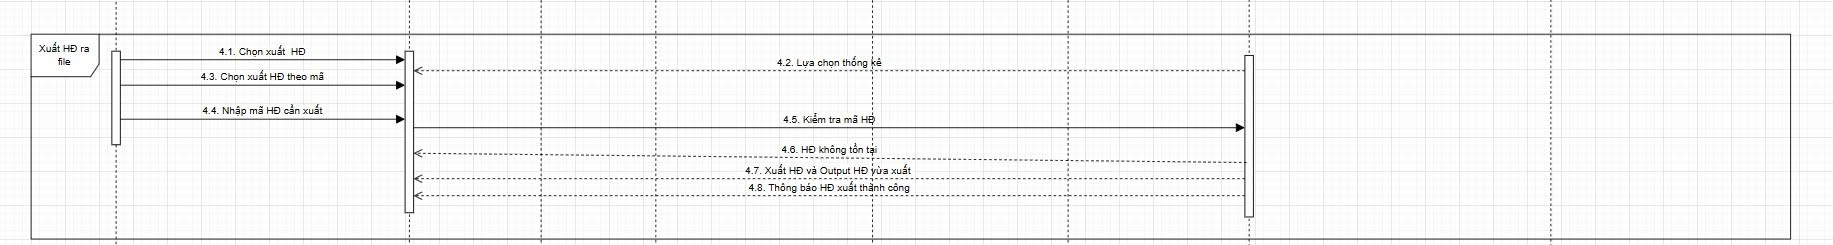 Xuất HĐ ra
file
4.1. Chọn xuất HĐ
4.2. Lựa chọn thống kê
4.3. Chọn xuất HĐ theo mã
4.4. Nhập mã HĐ cần xuất
4.5. Kiểm tra mã HĐ
4.6. HĐ không tồn tại
4.7. Xuất HĐ và Output HĐ vừa xuất
4.8. Thông báo HĐ xuất thành công